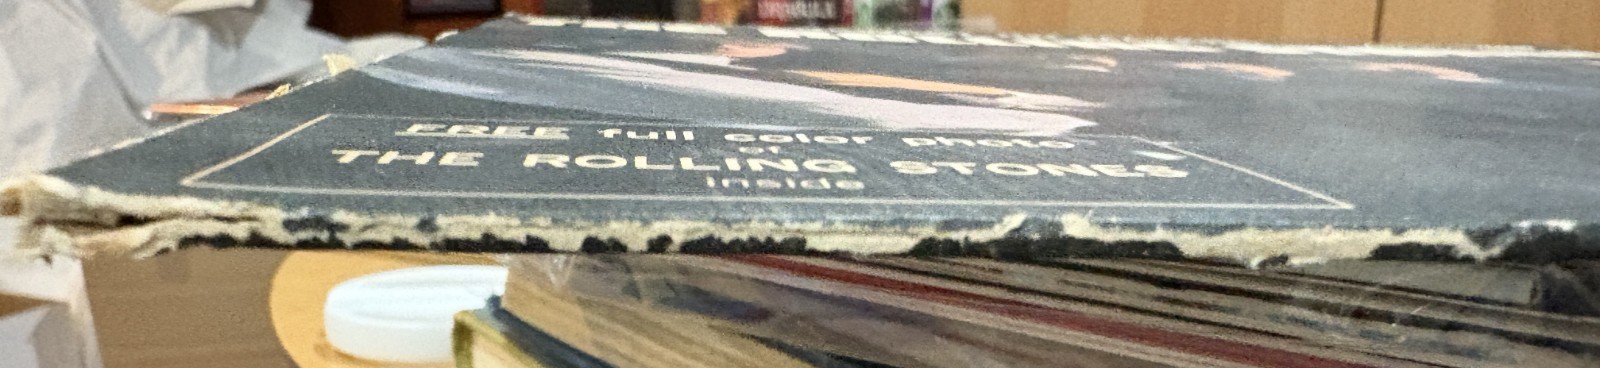 FREE full color photo
of
THE ROLLING STONES
inside